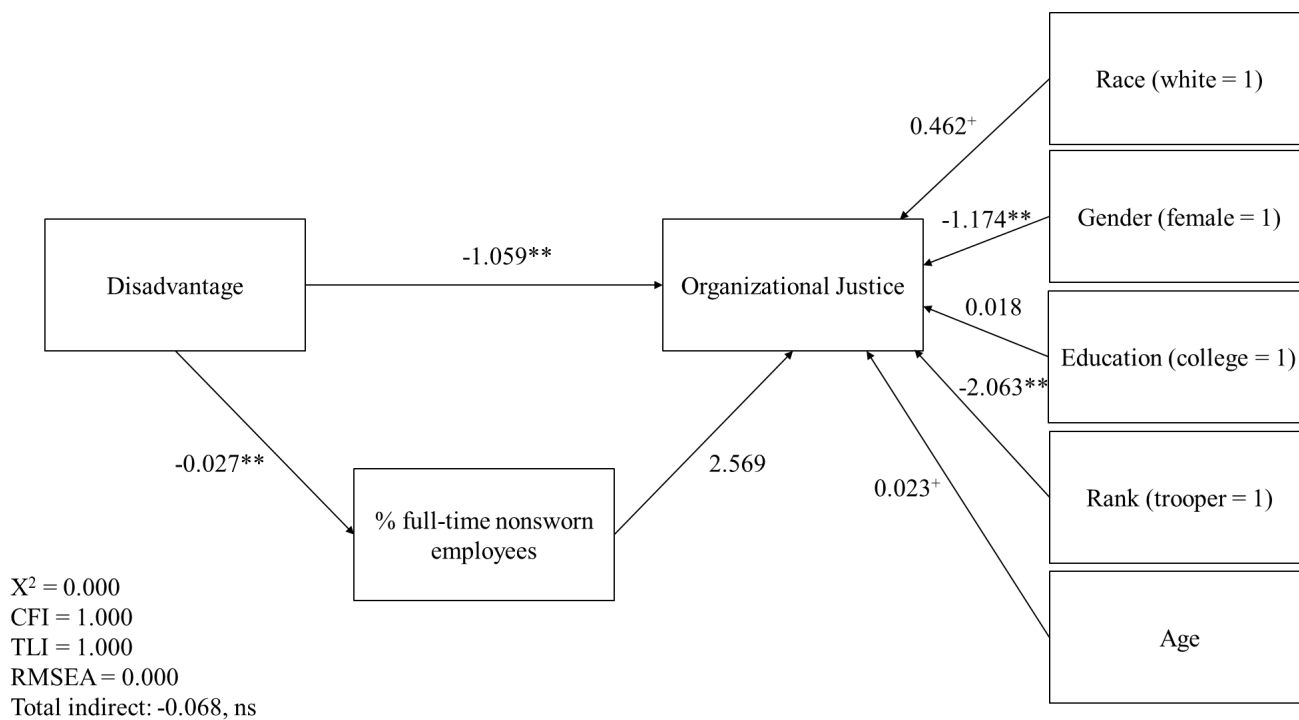 Race (white = 1)
0.462⁺
Gender (female = 1)
-1.174**
-1.059**
Disadvantage
Organizational Justice
0.018
Education (college = 1)
-2.063**
-0.027**
2.569
0.023⁺
Rank (trooper = 1)
% full-time nonsworn
employees
X² = 0.000
CFI = 1.000
TLI = 1.000
RMSEA = 0.000
Total indirect: -0.068, ns
Age